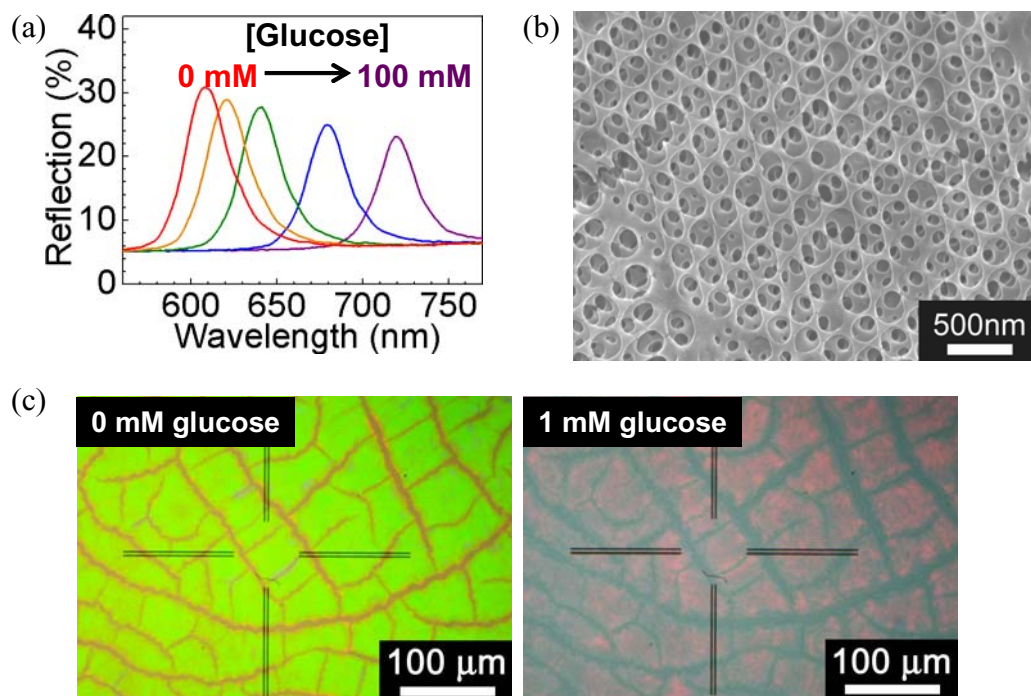 (a)
[Glucose]
0 mM → 100 mM
Reflection (%)
40
30
20
10
0
600 650 700 750
Wavelength (nm)
(b)
500nm
(c)
0 mM glucose
100 μm
1 mM glucose
100 μm